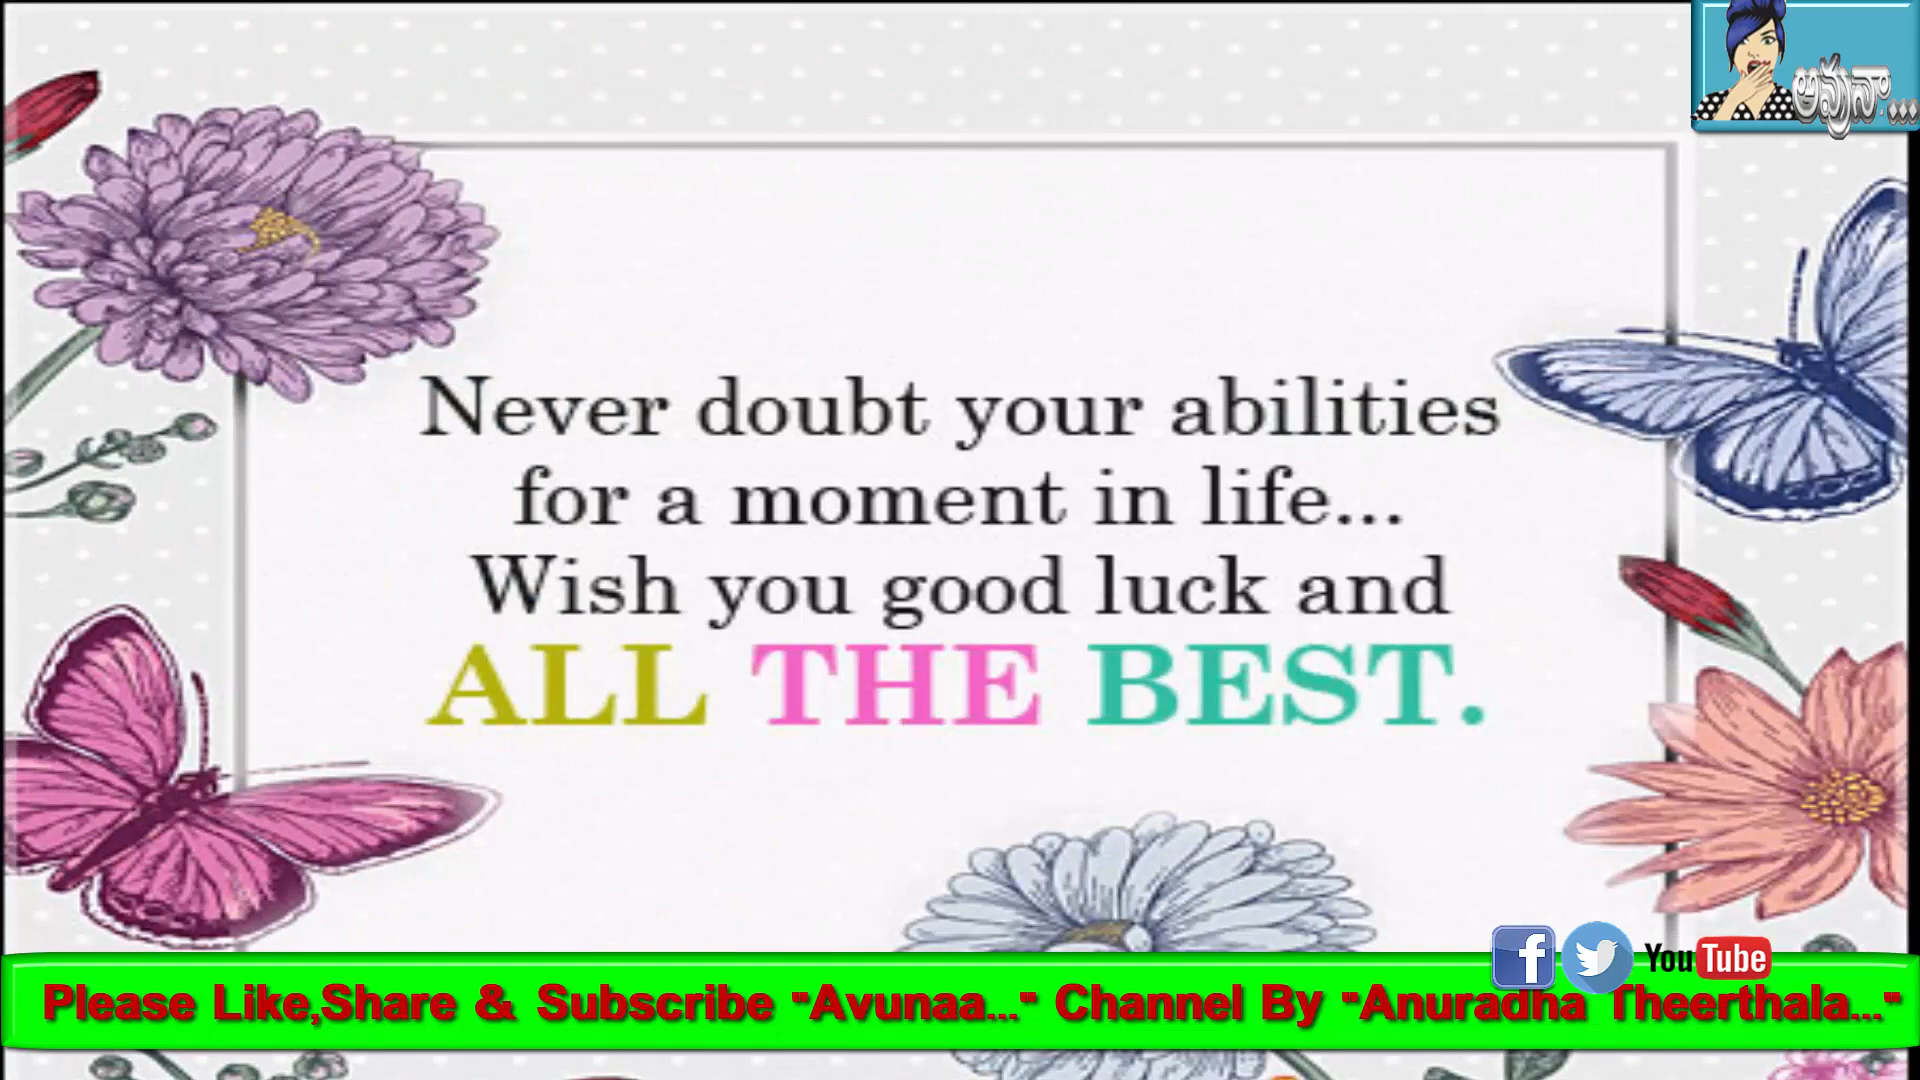 అవునా...
Never doubt your abilities
for a moment in life...
Wish you good luck and
ALL THE BEST.
f You Tube
Please Like,Share & Subscribe "Avunaa..." Channel By "Anuradha Theerthala..."